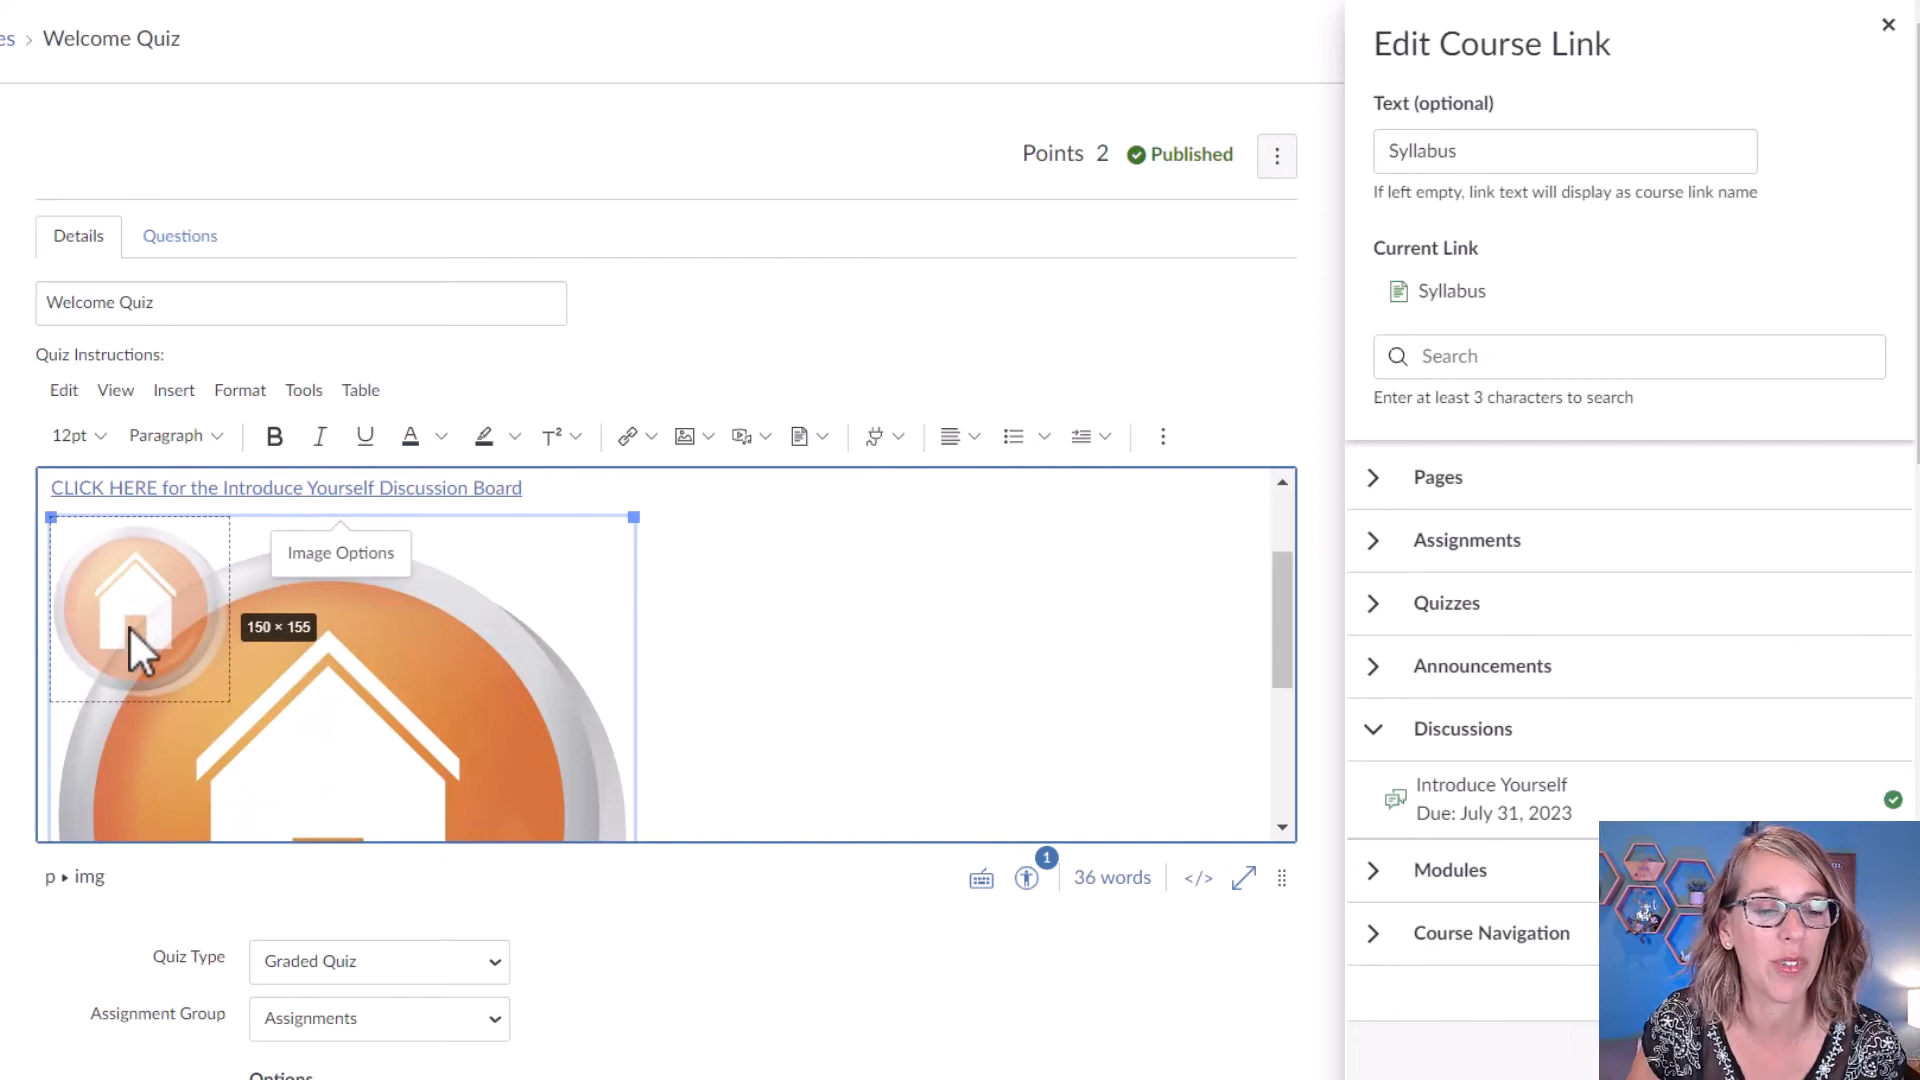 es > Welcome Quiz
Points 2 Published
Details Questions
Welcome Quiz
Quiz Instructions:
Edit View Insert Format Tools Table
12pt Paragraph B I U A T²
CLICK HERE for the Introduce Yourself Discussion Board
Image Options
150 × 155
p ▸ img
1
36 words </>
Quiz Type Graded Quiz
Assignment Group Assignments
Options
Edit Course Link
Text (optional)
Syllabus
If left empty, link text will display as course link name
Current Link
Syllabus
Search
Enter at least 3 characters to search
Pages
Assignments
Quizzes
Announcements
Discussions
Introduce Yourself
Due: July 31, 2023
Modules
Course Navigation